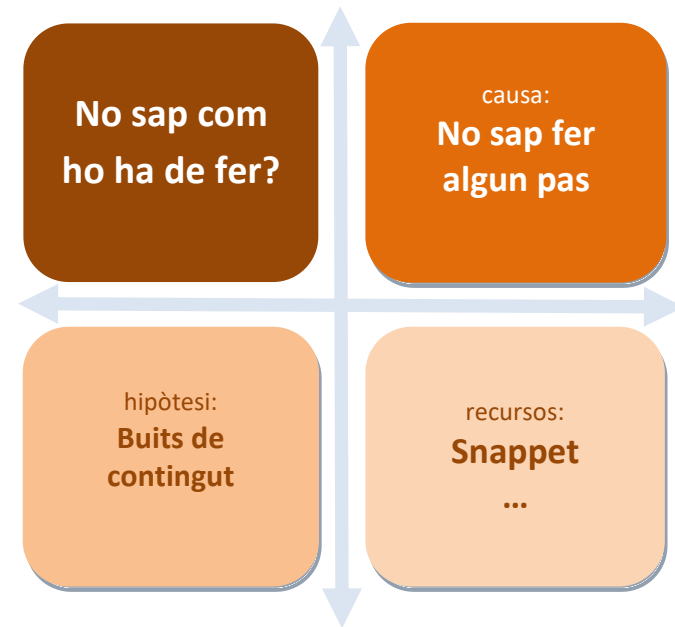 No sap com
ho ha de fer?
causa:
No sap fer
algun pas
hipòtesi:
Buits de
contingut
recursos:
Snappet
...